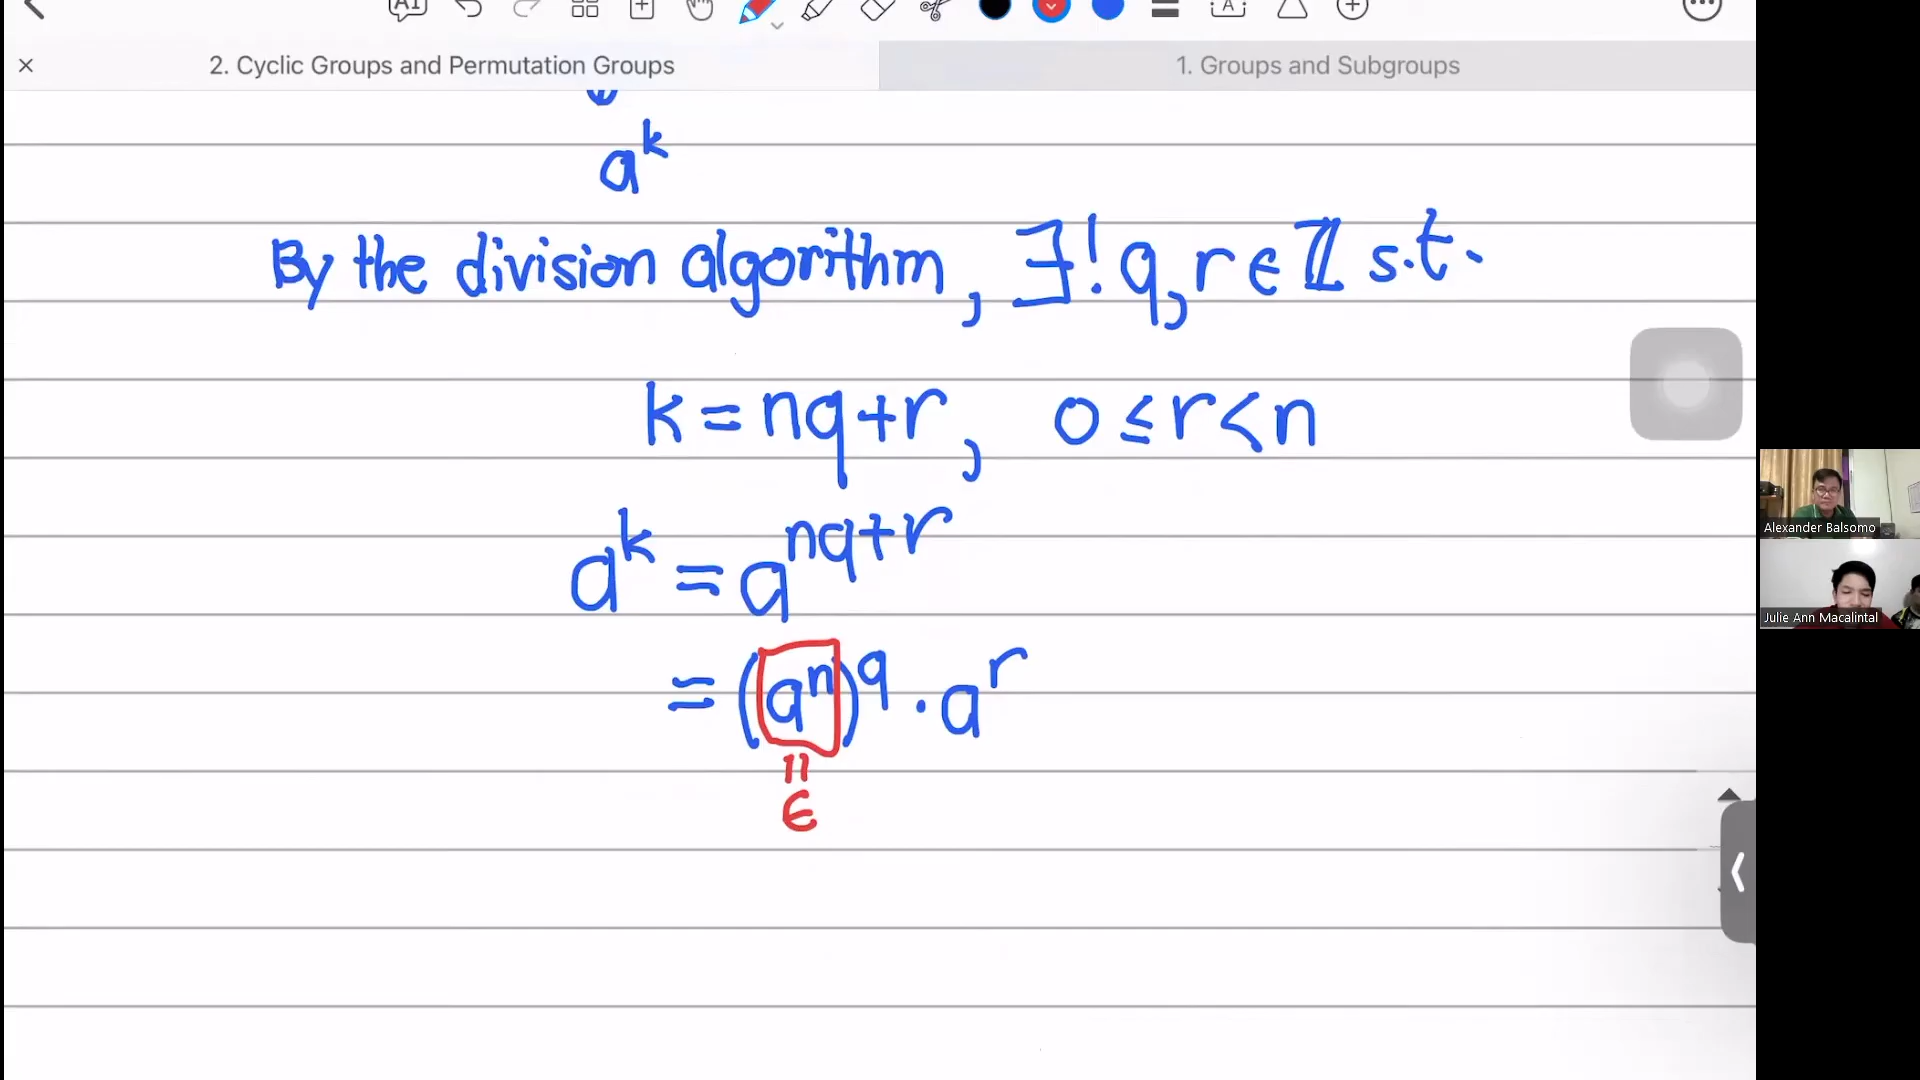 2. Cyclic Groups and Permutation Groups
1. Groups and Subgroups
a^k
By the division algorithm, ∃! q, r ∈ ℤ s.t.
k = nq + r, 0 ≤ r < n
a^k = a^{nq+r}
= (a^n)^q · a^r
=
e
Alexander Balsomo
Julie Ann Macalintal